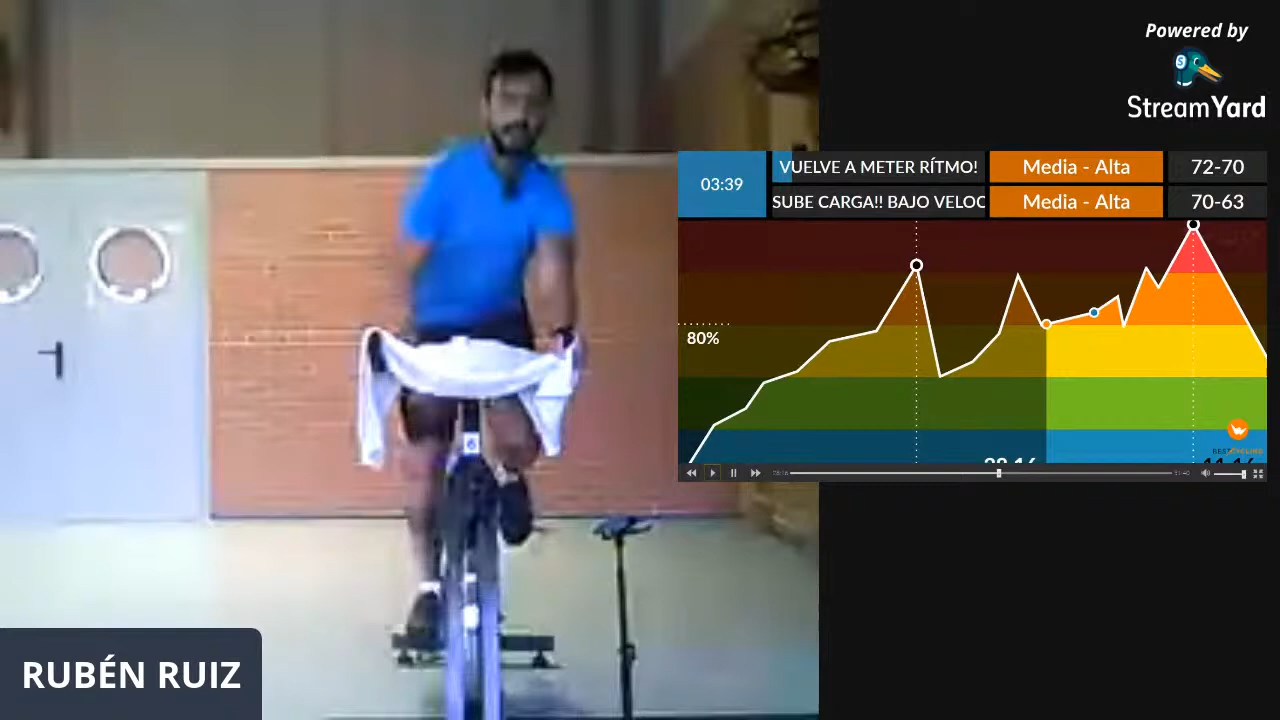 Powered by
StreamYard
03:39
VUELVE A METER RÍTMO!
Media - Alta
72-70
SUBE CARGA!! BAJO VELOC
Media - Alta
70-63
80%
BESTCYCLING
RUBÉN RUIZ